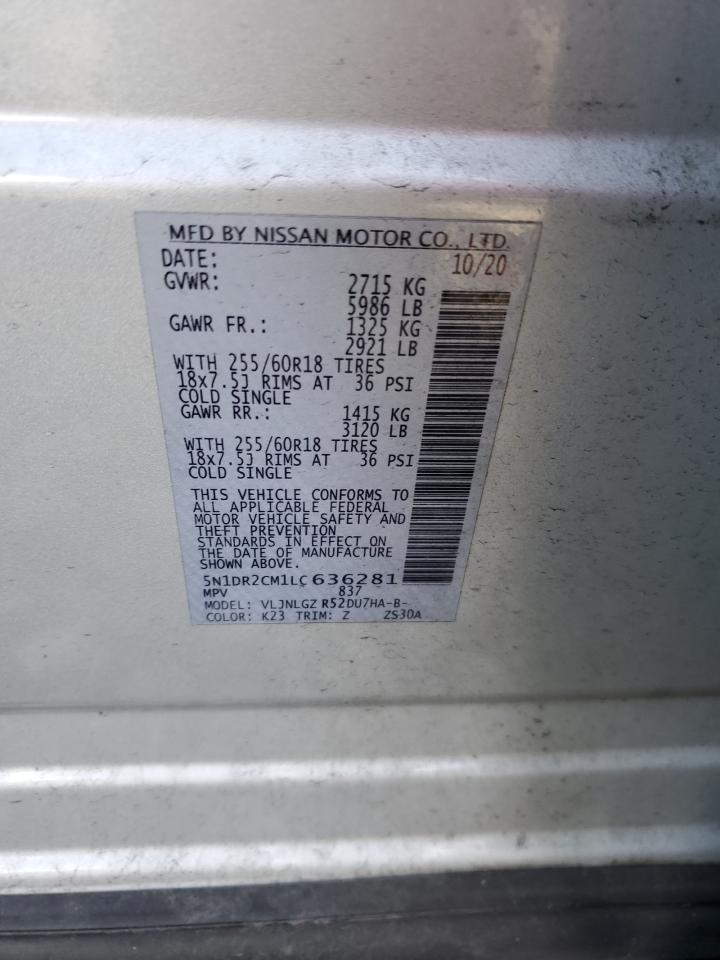 MFD BY NISSAN MOTOR CO., LTD.
DATE: 10/20
GVWR: 2715 KG
5986 LB
GAWR FR.: 1325 KG
2921 LB
WITH 255/60R18 TIRES
18x7.5J RIMS AT 36 PSI
COLD SINGLE
GAWR RR.: 1415 KG
3120 LB
WITH 255/60R18 TIRES
18x7.5J RIMS AT 36 PSI
COLD SINGLE
THIS VEHICLE CONFORMS TO
ALL APPLICABLE FEDERAL
MOTOR VEHICLE SAFETY AND
THEFT PREVENTION
STANDARDS IN EFFECT ON
THE DATE OF MANUFACTURE
SHOWN ABOVE.
5N1DR2CM1LC636281
MPV 837
MODEL: VLJNLGZ R52DU7HA-B-
COLOR: K23 TRIM: Z ZS30A